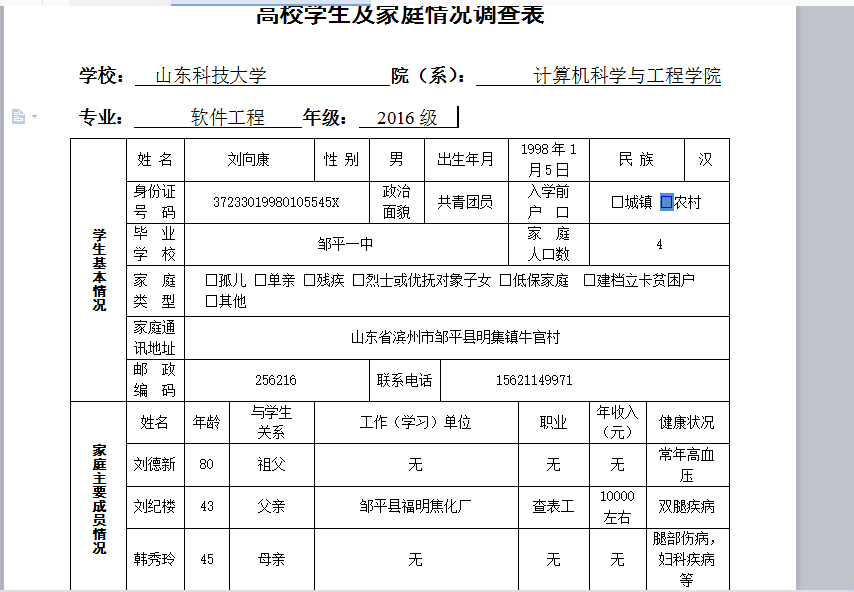 高校学生及家庭情况调查表
学校： 山东科技大学 院（系）： 计算机科学与工程学院
专业： 软件工程 年级： 2016 级
学生基本情况
姓 名 刘向康 性 别 男 出生年月 1998 年 1 月 5 日 民 族 汉
身份证号 码 37233019980105545X 政治面貌 共青团员 入学前户 口 □城镇 □农村
毕 业学 校 邹平一中 家 庭人口数 4
家 庭类 型 □孤儿 □单亲 □残疾 □烈士或优抚对象子女 □低保家庭 □建档立卡贫困户
□其他
家庭通讯地址 山东省滨州市邹平县明集镇牛官村
邮 政编 码 256216 联系电话 15621149971
家庭主要成员情况
姓名 年龄 与学生关系 工作（学习）单位 职业 年收入（元） 健康状况
刘德新 80 祖父 无 无 无 常年高血压
刘纪楼 43 父亲 邹平县福明焦化厂 查表工 10000左右 双腿疾病
韩秀玲 45 母亲 无 无 无 腿部伤病，妇科疾病等